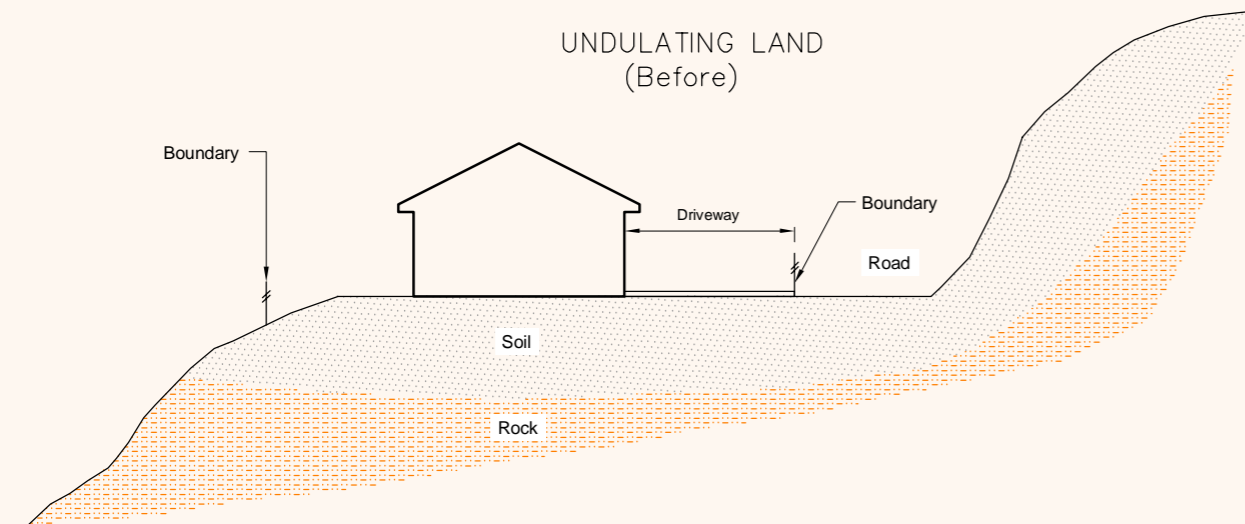 UNDULATING LAND
(Before)
Boundary
Driveway
Boundary
Road
Soil
Rock